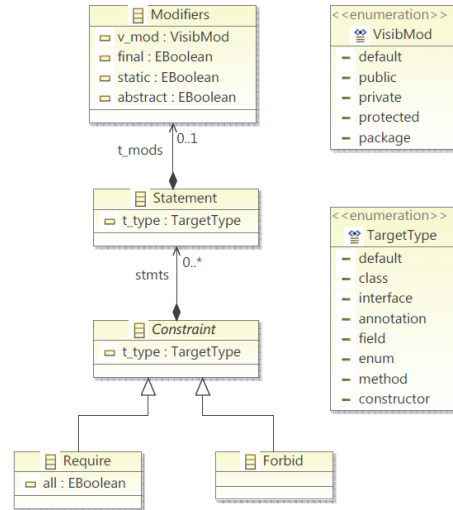 Modifiers
v_mod : VisibMod
final : EBoolean
static : EBoolean
abstract : EBoolean
0..1
t_mods
Statement
t_type : TargetType
0..*
stmts
Constraint
t_type : TargetType
Require
all : EBoolean
Forbid
<<enumeration>>
VisibMod
default
public
private
protected
package
<<enumeration>>
TargetType
default
class
interface
annotation
field
enum
method
constructor